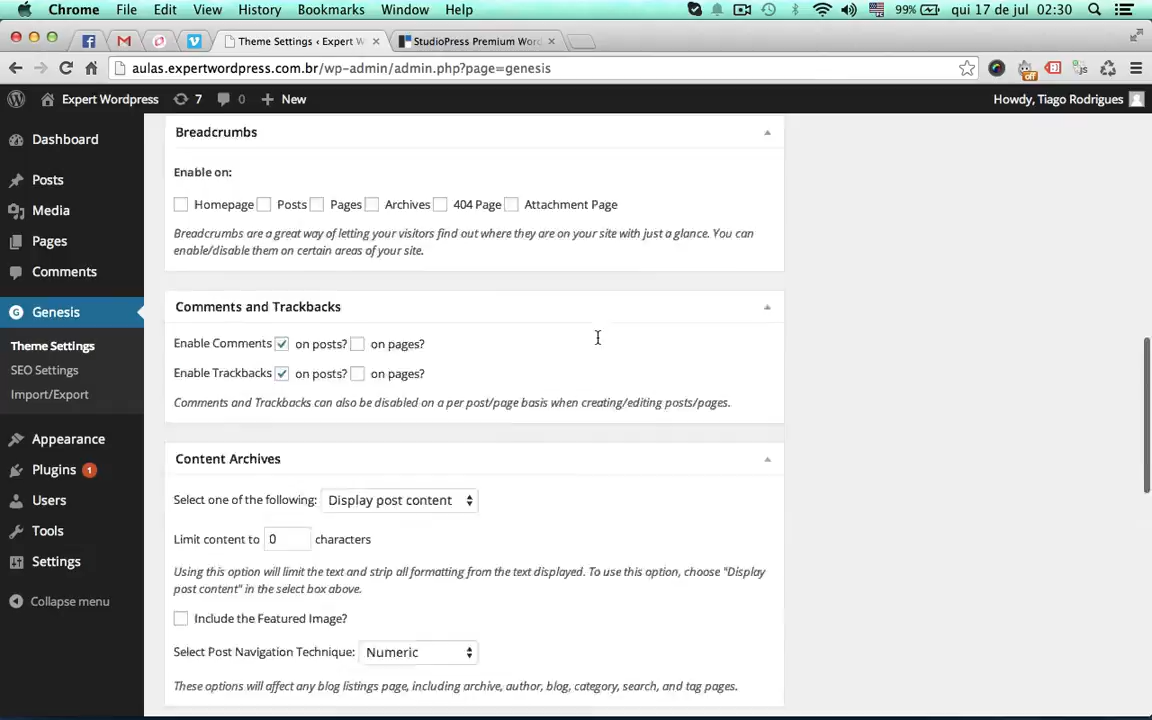 Chrome File Edit View History Bookmarks Window Help 99% qui 17 de jul 02:30
Theme Settings ‹ Expert W StudioPress Premium Wor
aulas.expertwordpress.com.br/wp-admin/admin.php?page=genesis
off js
Expert Wordpress 7 0 New Howdy, Tiago Rodrigues
Dashboard
Posts
Media
Pages
Comments
Genesis
Theme Settings
SEO Settings
Import/Export
Appearance
Plugins 1
Users
Tools
Settings
Collapse menu
Breadcrumbs
Enable on:
Homepage Posts Pages Archives 404 Page Attachment Page
Breadcrumbs are a great way of letting your visitors find out where they are on your site with just a glance. You can
enable/disable them on certain areas of your site.
Comments and Trackbacks
Enable Comments on posts? on pages?
Enable Trackbacks on posts? on pages?
Comments and Trackbacks can also be disabled on a per post/page basis when creating/editing posts/pages.
Content Archives
Select one of the following: Display post content
Limit content to 0 characters
Using this option will limit the text and strip all formatting from the text displayed. To use this option, choose "Display
post content" in the select box above.
Include the Featured Image?
Select Post Navigation Technique: Numeric
These options will affect any blog listings page, including archive, author, blog, category, search, and tag pages.